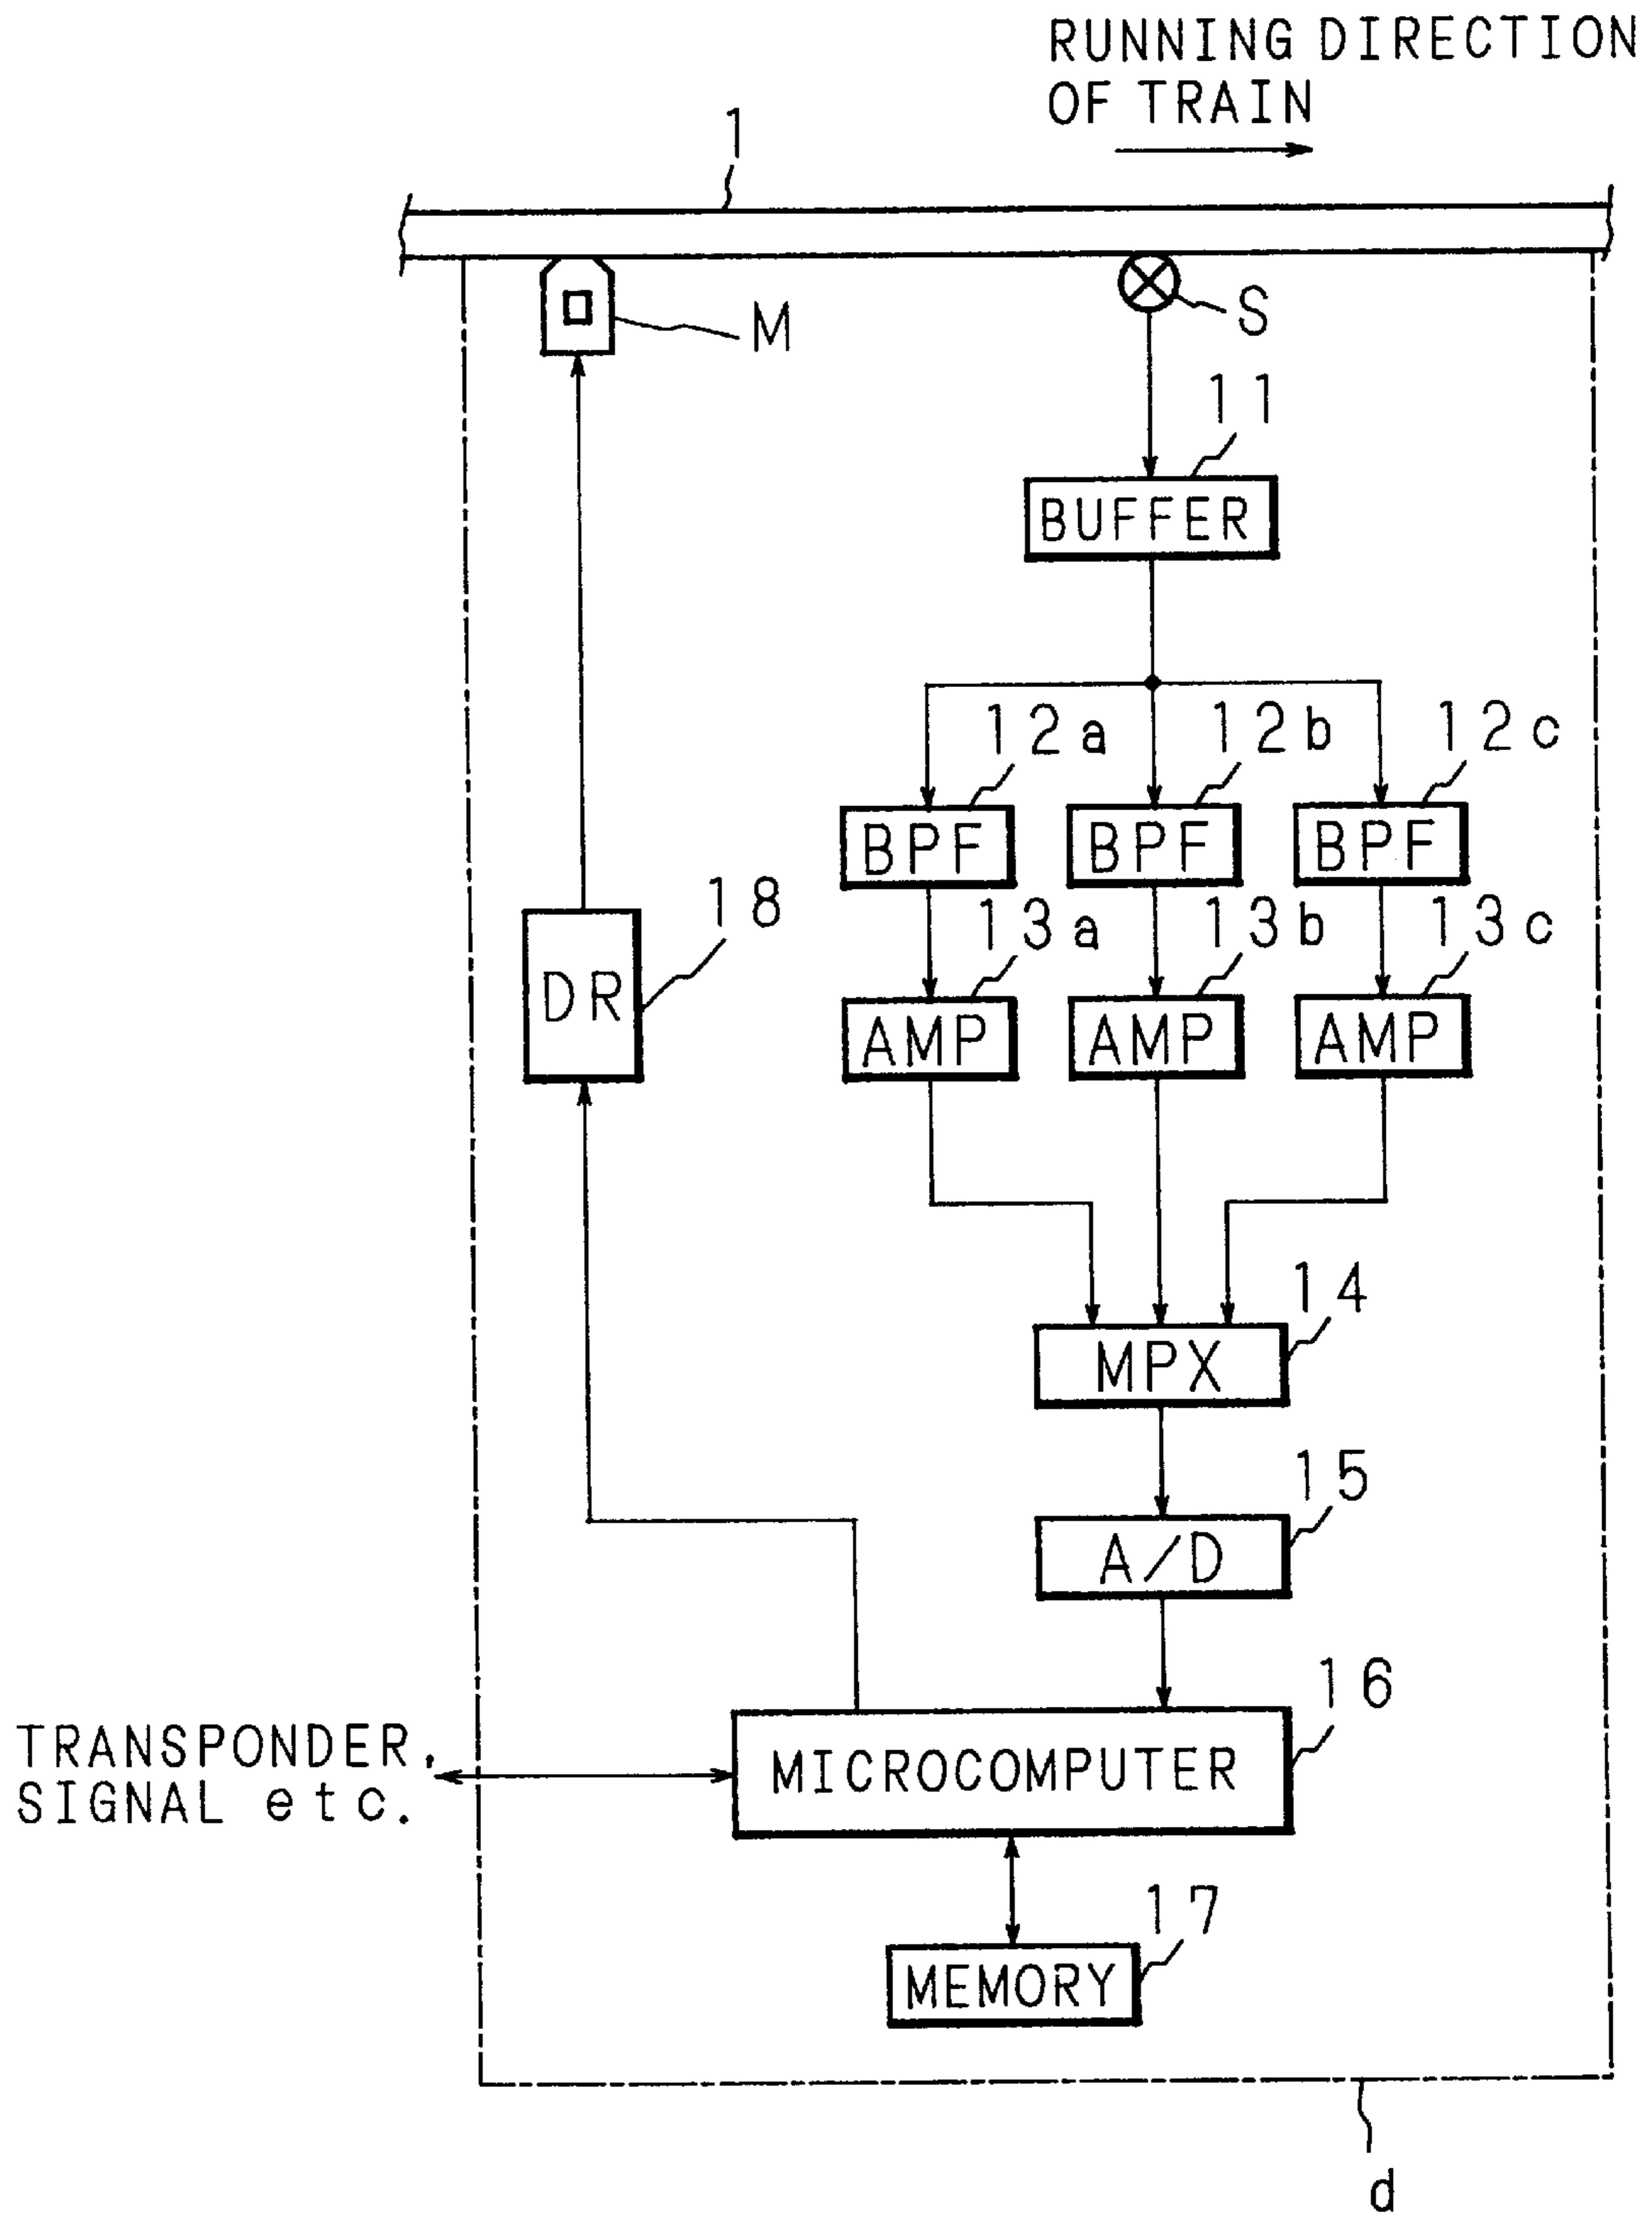 RUNNING DIRECTION
OF TRAIN
1
M
S
11
BUFFER
12a
12b
12c
BPF
BPF
BPF
18
13a
13b
13c
DR
AMP
AMP
AMP
14
MPX
15
A/D
16
TRANSPONDER,
SIGNAL etc.
MICROCOMPUTER
17
MEMORY
d